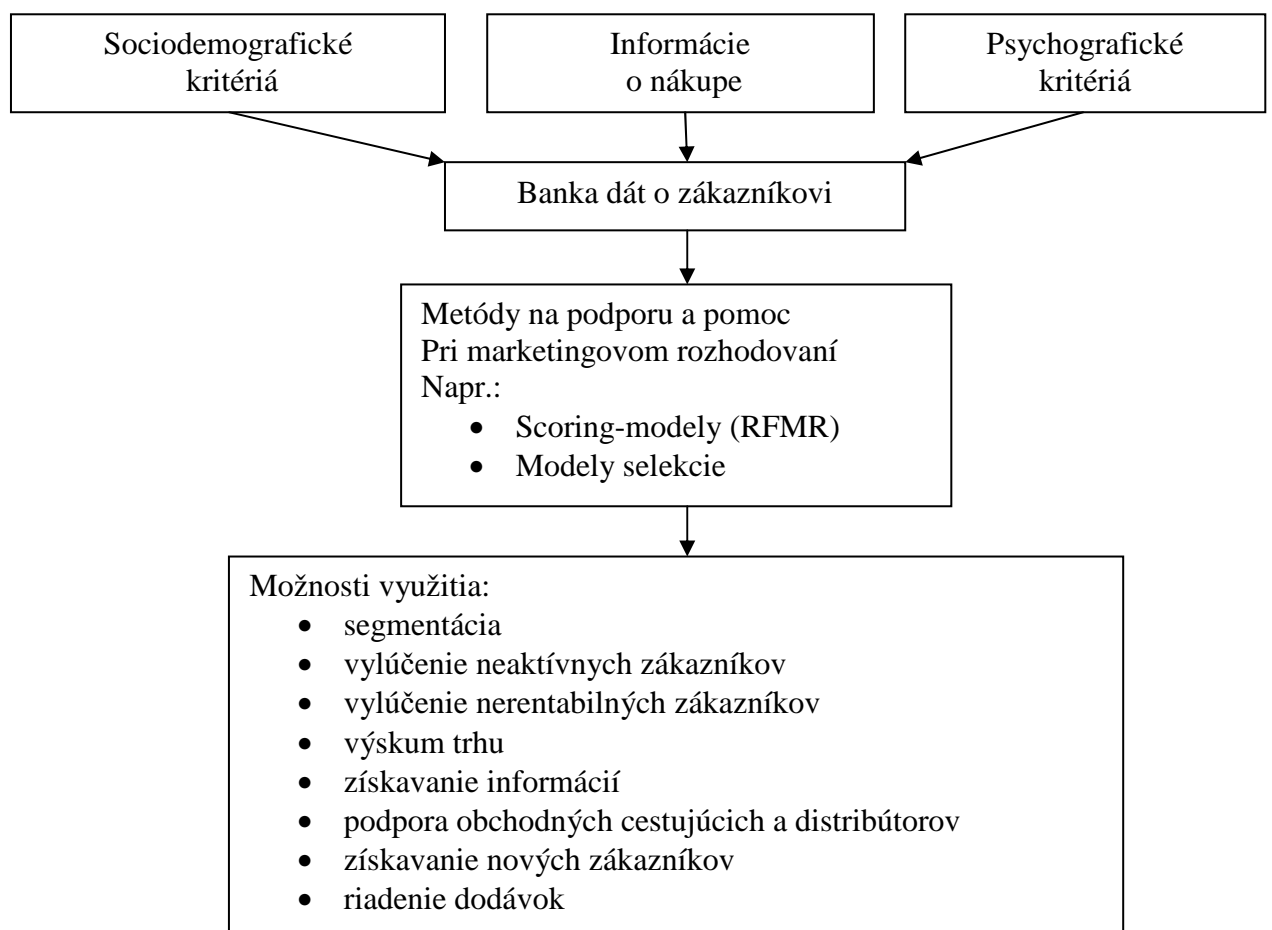 Sociodemografické
kritériá
Informácie
o nákupe
Psychografické
kritériá
Banka dát o zákazníkovi
Metódy na podporu a pomoc
Pri marketingovom rozhodovaní
Napr.:
• Scoring-modely (RFMR)
• Modely selekcie
Možnosti využitia:
• segmentácia
• vylúčenie neaktívnych zákazníkov
• vylúčenie nerentabilných zákazníkov
• výskum trhu
• získavanie informácií
• podpora obchodných cestujúcich a distribútorov
• získavanie nových zákazníkov
• riadenie dodávok